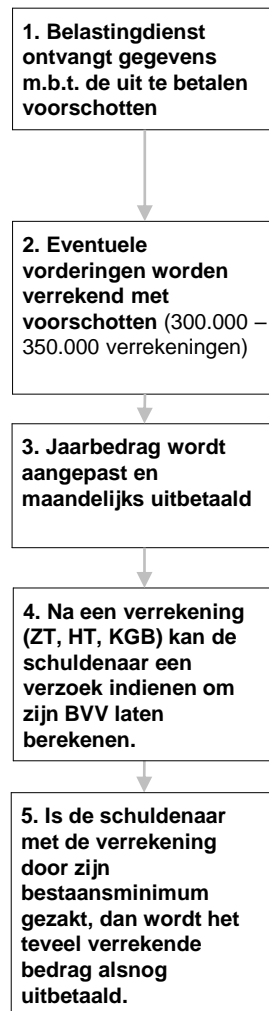 1. Belastingdienst
ontvangt gegevens
m.b.t. de uit te betalen
voorschotten
2. Eventuele
vorderingen worden
verrekend met
voorschotten (300.000 –
350.000 verrekeningen)
3. Jaarbedrag wordt
aangepast en
maandelijks uitbetaald
4. Na een verrekening
(ZT, HT, KGB) kan de
schuldenaar een
verzoek indienen om
zijn BVV laten
berekenen.
5. Is de schuldenaar
met de verrekening
door zijn
bestaansminimum
gezakt, dan wordt het
teveel verrekende
bedrag alsnog
uitbetaald.